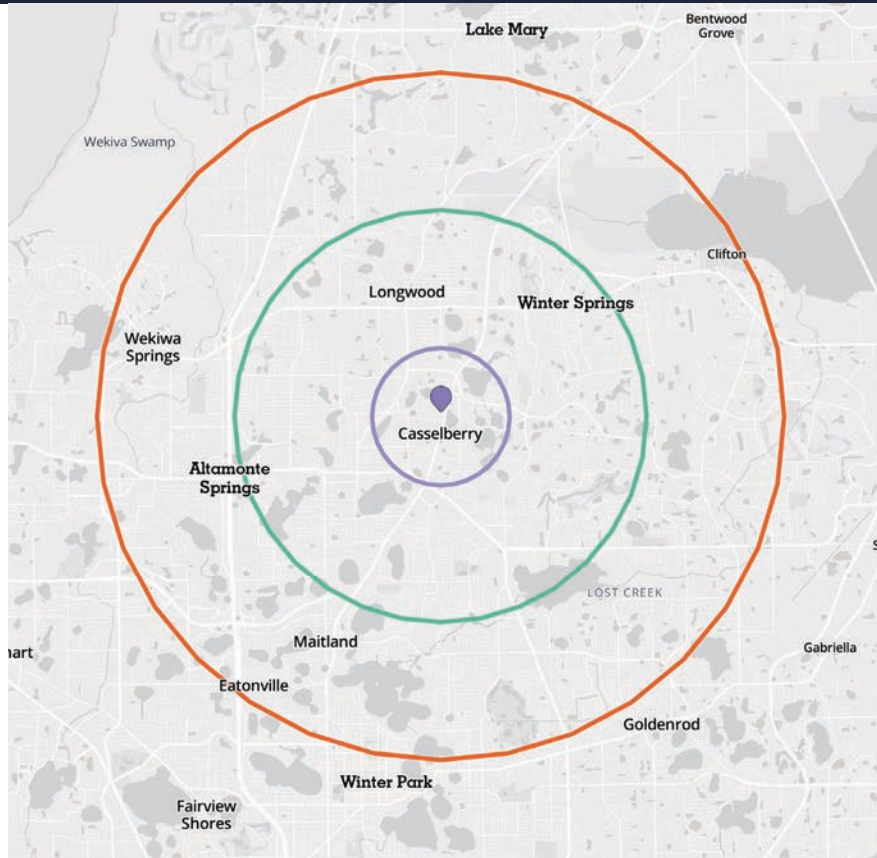 Lake Mary
Bentwood
Grove
Wekiva Swamp
Clifton
Longwood
Winter Springs
Wekiwa
Springs
Casselberry
Altamonte
Springs
LOST CREEK
Maitland
hart
Gabriella
Eatonville
Goldenrod
Winter Park
Fairview
Shores